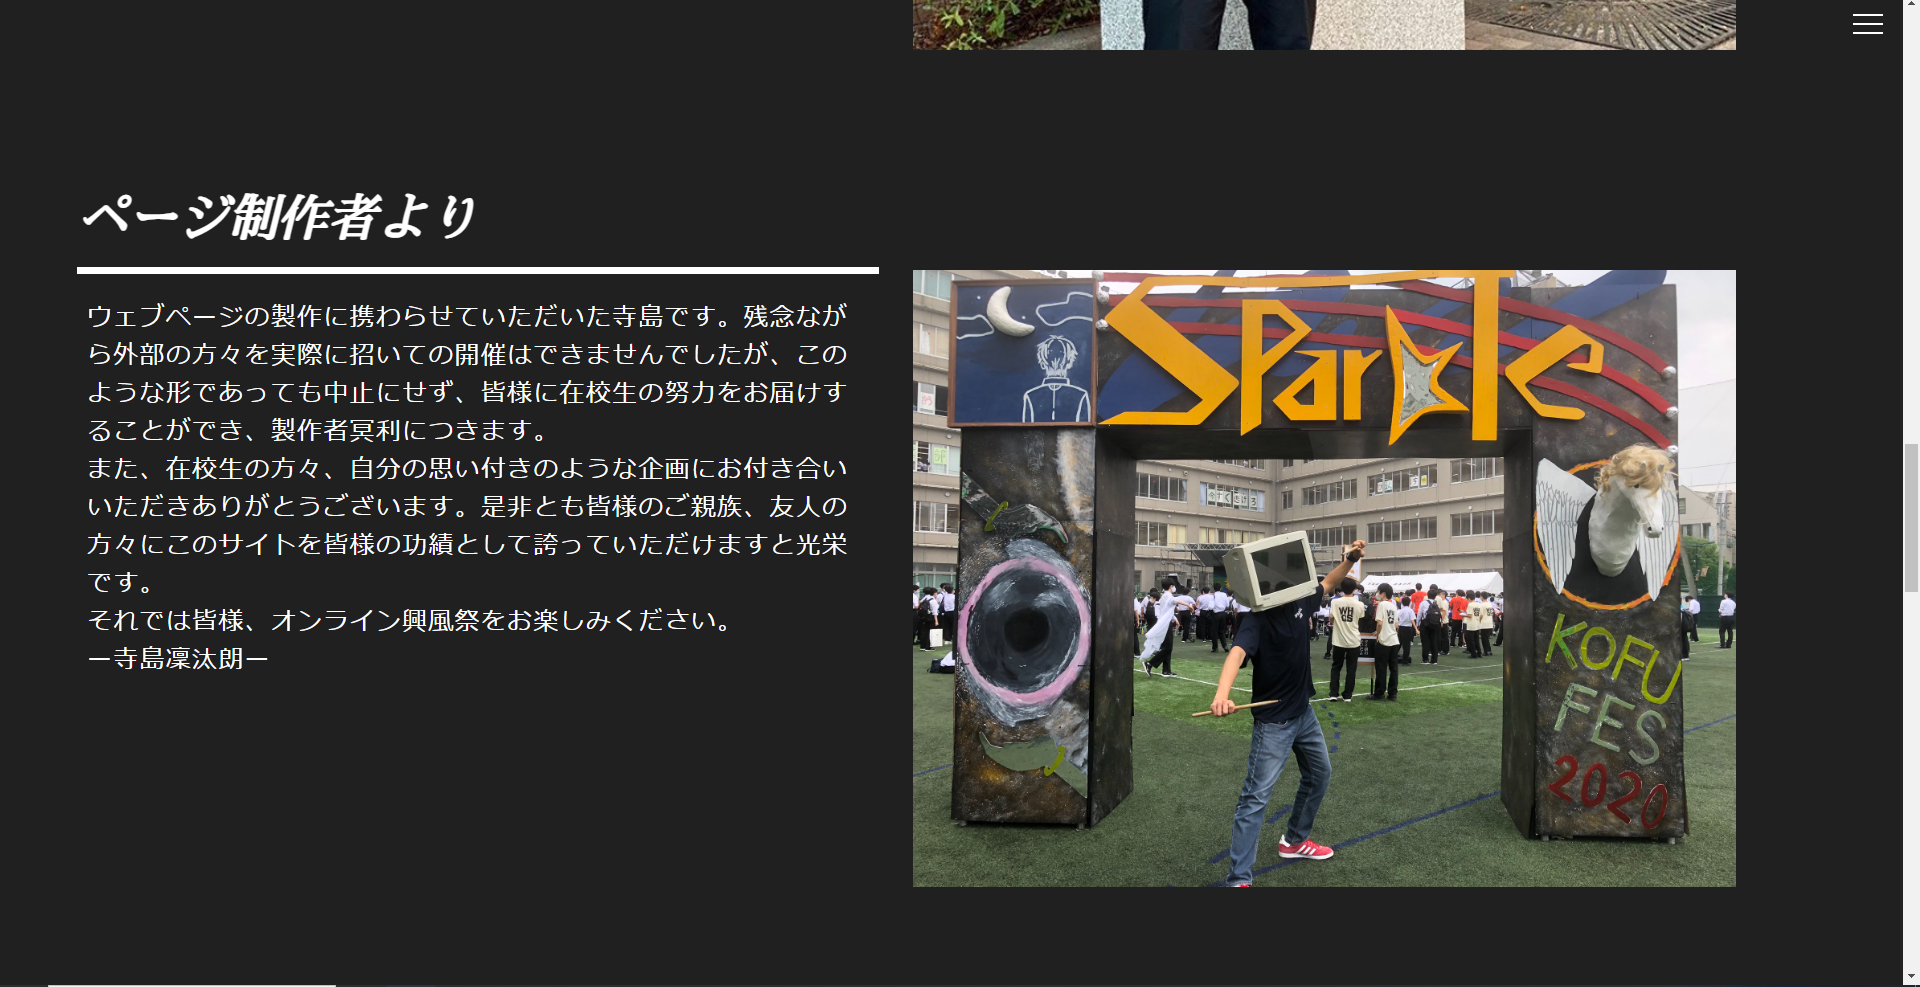 ページ制作者より
ウェブページの製作に携わらせていただいた寺島です。残念なが
ら外部の方々を実際に招いての開催はできませんでしたが、この
ような形であっても中止にせず、皆様に在校生の努力をお届けす
ることができ、製作者冥利につきます。
また、在校生の方々、自分の思い付きのような企画にお付き合い
いただきありがとうございます。是非とも皆様のご親族、友人の
方々にこのサイトを皆様の功績として誇っていただけますと光栄
です。
それでは皆様、オンライン興風祭をお楽しみください。
ー寺島凜汰朗ー
SParkTe
KOFU
FES
2020